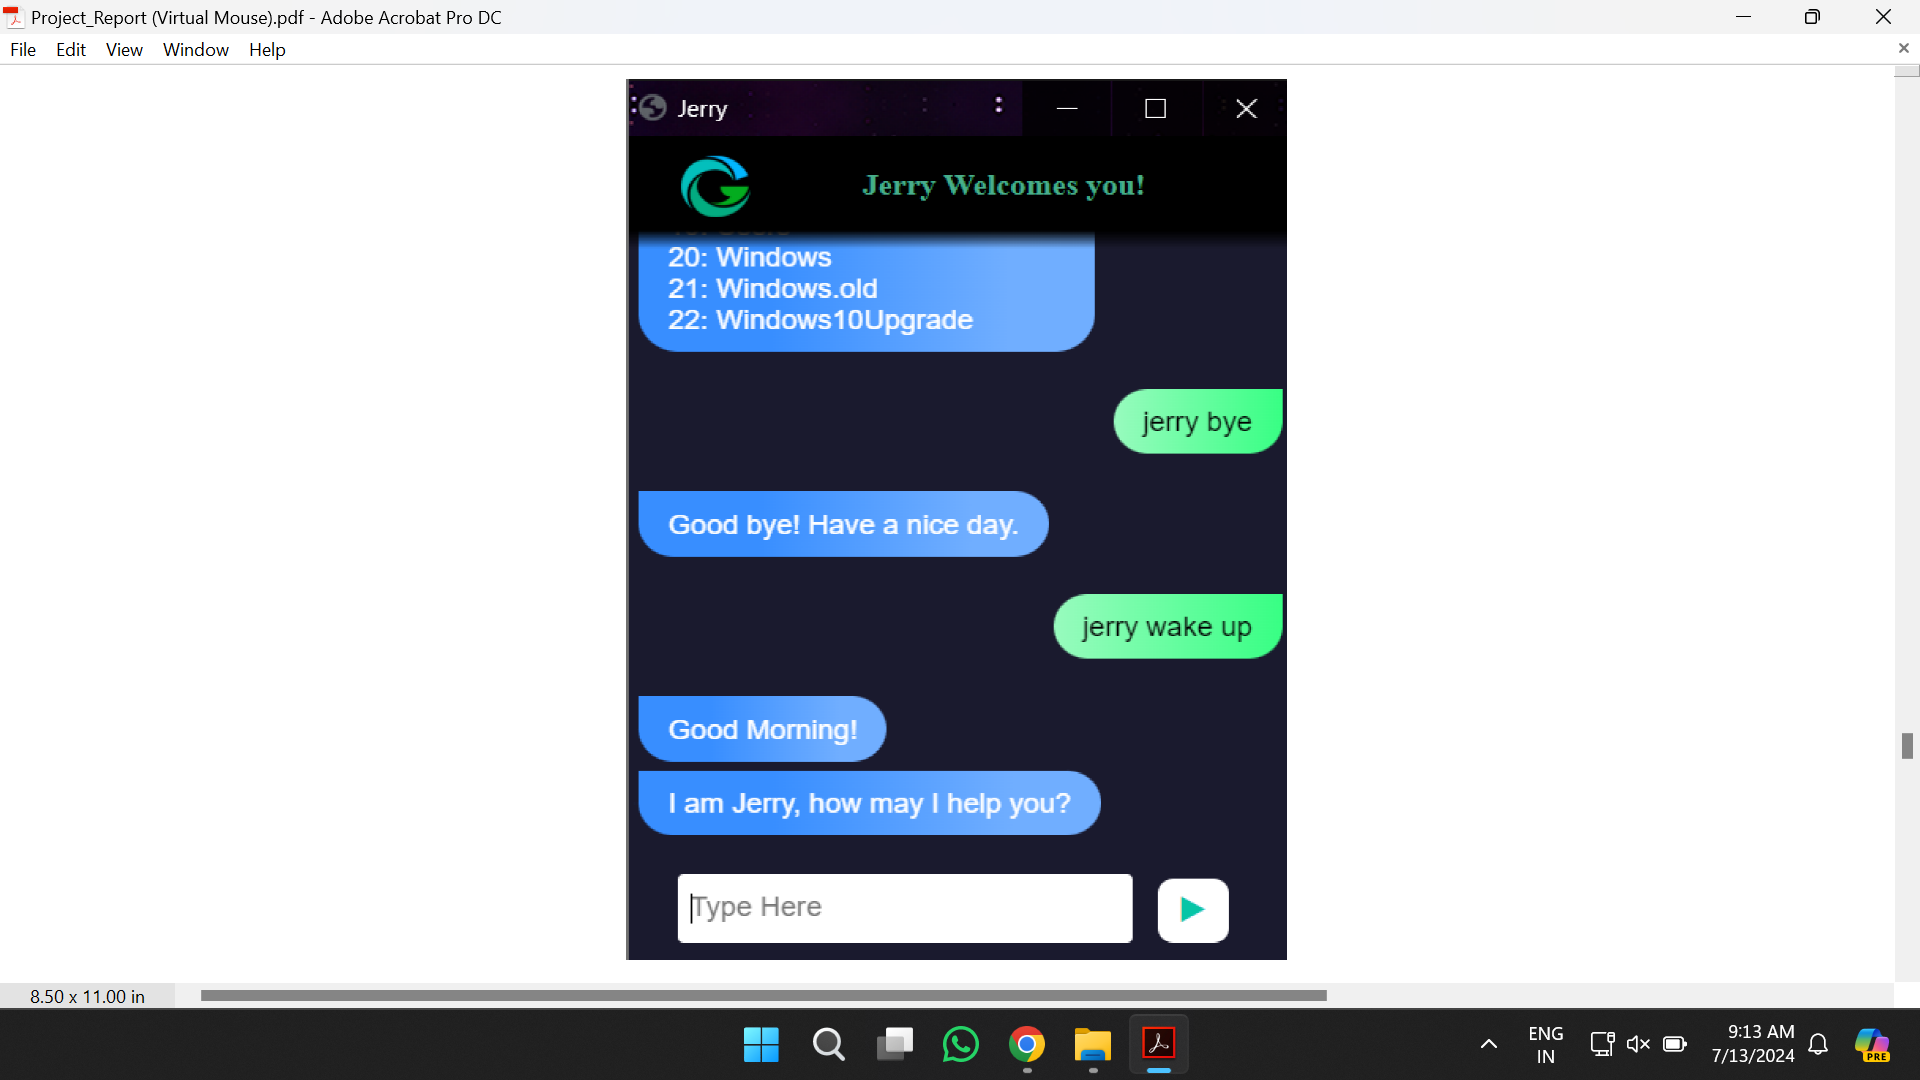 Project_Report (Virtual Mouse).pdf - Adobe Acrobat Pro DC
File Edit View Window Help
Jerry
Jerry Welcomes you!
20: Windows
21: Windows.old
22: Windows10Upgrade
jerry bye
Good bye! Have a nice day.
jerry wake up
Good Morning!
I am Jerry, how may I help you?
Type Here
8.50 x 11.00 in
ENG
IN
9:13 AM
7/13/2024
PRE